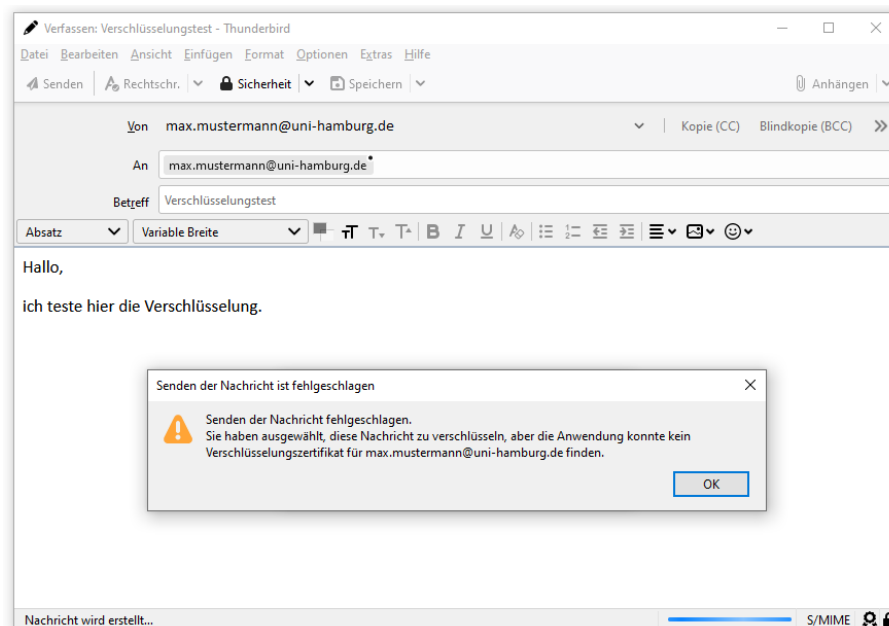 Verfassen: Verschlüsselungstest - Thunderbird
Datei Bearbeiten Ansicht Einfügen Format Optionen Extras Hilfe
Senden Rechtschr. Sicherheit Speichern Anhängen
Von max.mustermann@uni-hamburg.de Kopie (CC) Blindkopie (BCC)
An max.mustermann@uni-hamburg.de
Betreff Verschlüsselungstest
Absatz Variable Breite
Hallo,
ich teste hier die Verschlüsselung.
Senden der Nachricht ist fehlgeschlagen
Senden der Nachricht fehlgeschlagen.
Sie haben ausgewählt, diese Nachricht zu verschlüsseln, aber die Anwendung konnte kein
Verschlüsselungszertifikat für max.mustermann@uni-hamburg.de finden.
OK
Nachricht wird erstellt... S/MIME